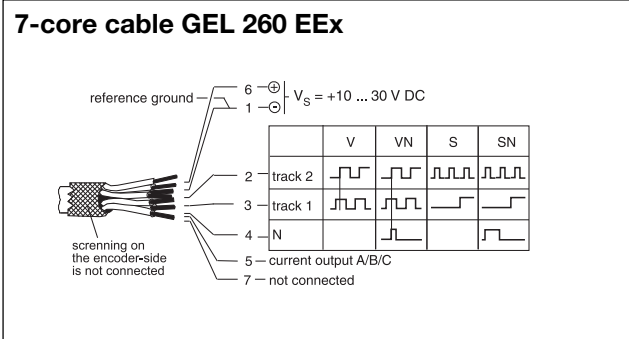 7-core cable GEL 260 EEx
6 ⊕
reference ground
V_S = +10 ... 30 V DC
1 ⊖
V VN S SN
2 track 2
3 track 1
4 N
screnning on
the encoder-side
is not connected
5 current output A/B/C
7 not connected